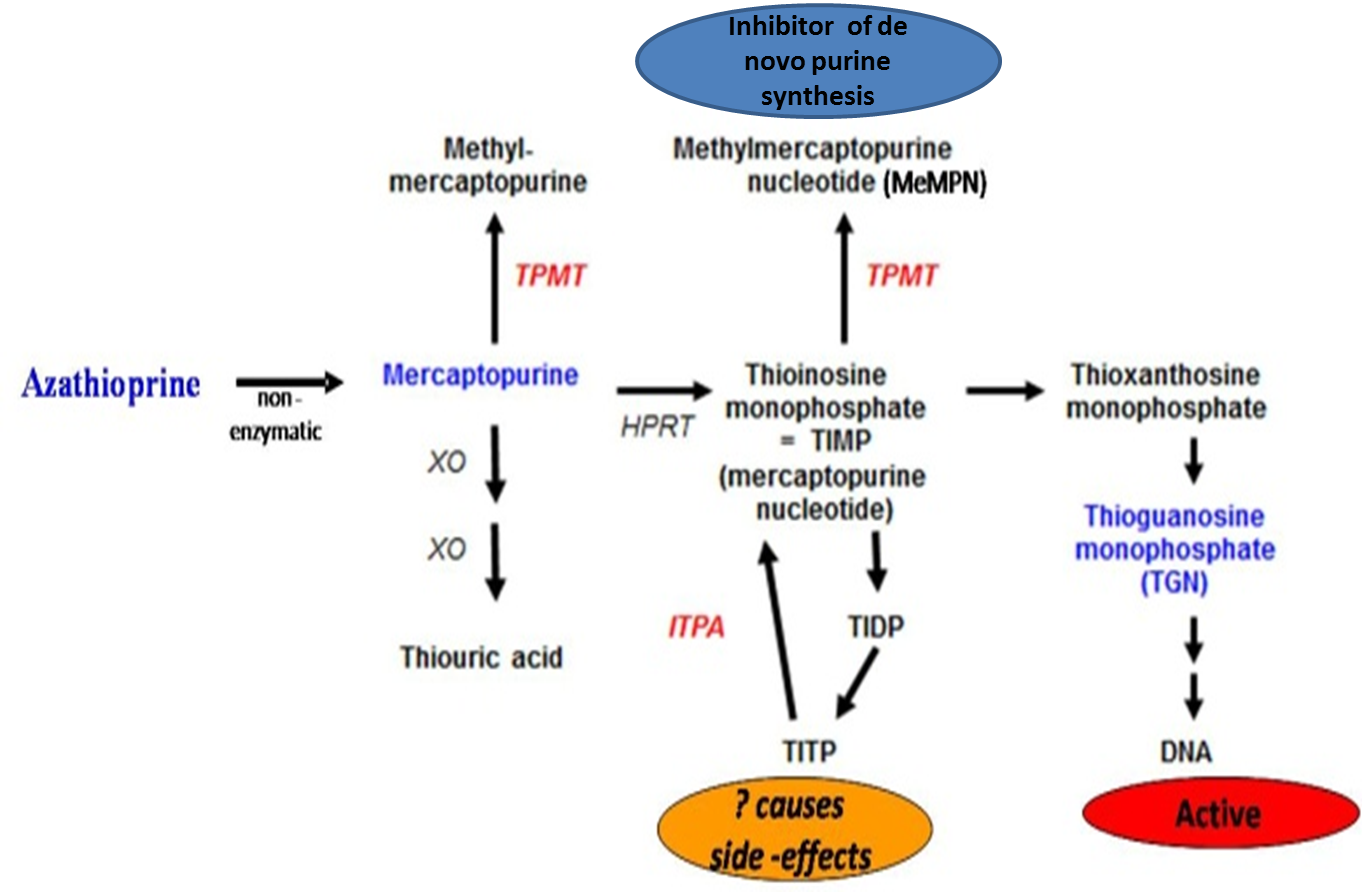 Inhibitor of de
novo purine
synthesis
Methyl-
mercaptopurine
Methylmercaptopurine
nucleotide (MeMPN)
TPMT
TPMT
Azathioprine
non-
enzymatic
Mercaptopurine
HPRT
Thioinosine
monophosphate
= TIMP
(mercaptopurine
nucleotide)
Thioxanthosine
monophosphate
XO
XO
Thioguanosine
monophosphate
(TGN)
Thiouric acid
ITPA
TIDP
TITP
DNA
? causes
side -effects
Active